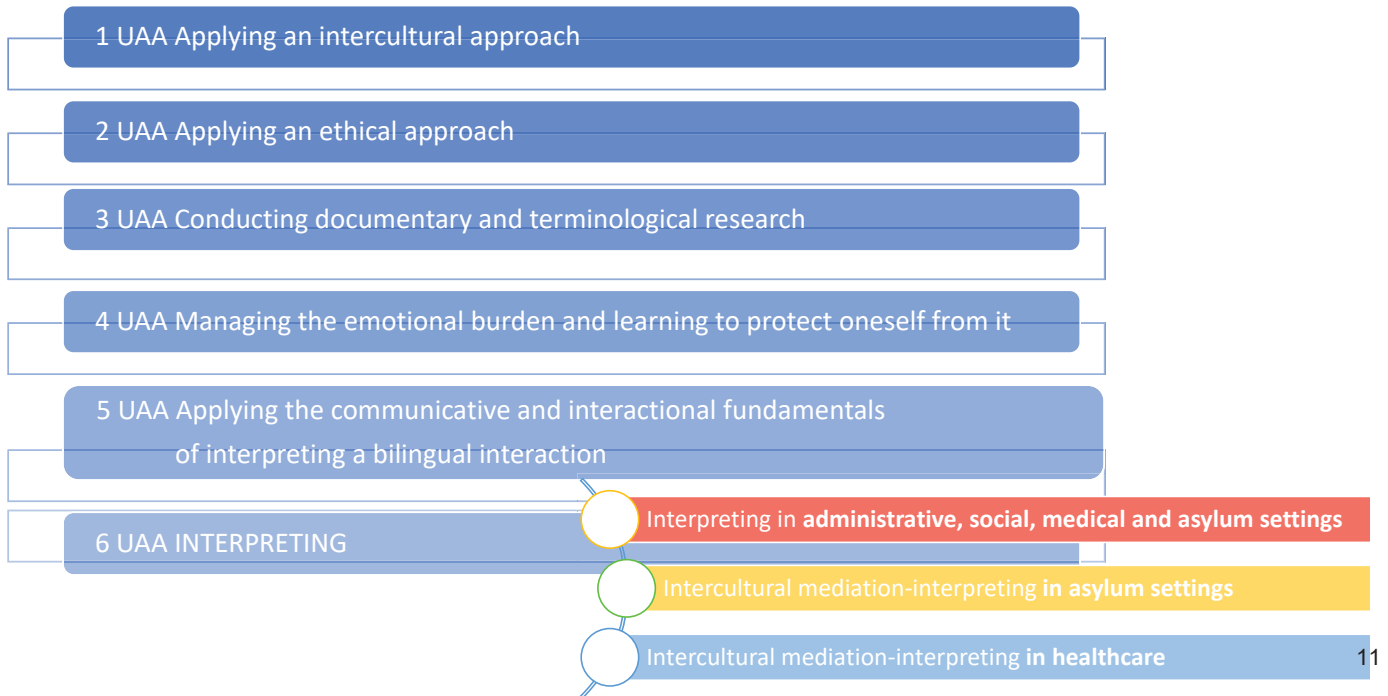 1 UAA Applying an intercultural approach
2 UAA Applying an ethical approach
3 UAA Conducting documentary and terminological research
4 UAA Managing the emotional burden and learning to protect oneself from it
5 UAA Applying the communicative and interactional fundamentals
of interpreting a bilingual interaction
6 UAA INTERPRETING
Interpreting in administrative, social, medical and asylum settings
Intercultural mediation-interpreting in asylum settings
Intercultural mediation-interpreting in healthcare
11